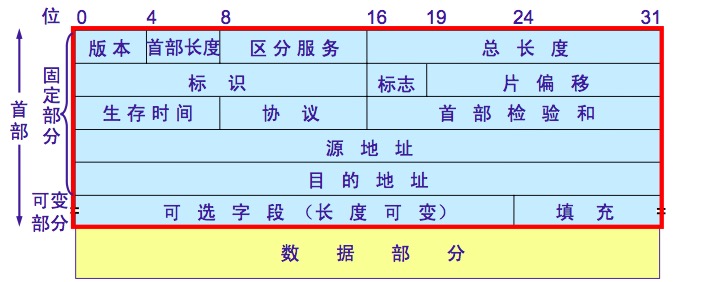 位 0 4 8 16 19 24 31
版本 首部长度 区分服务 总长度
标识 标志 片偏移
生存时间 协议 首部检验和
源地址
目的地址
可选字段（长度可变） 填充
数据部分
首部
固定部分
可变部分